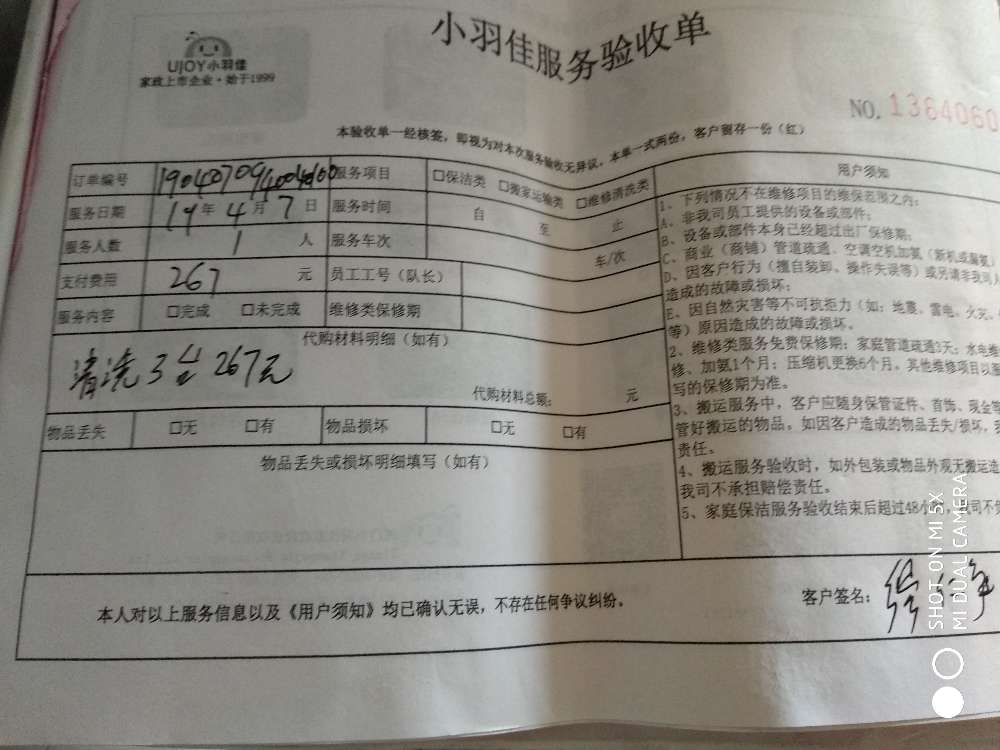 小羽佳服务验收单
UJOY小羽佳
家政上市企业·始于1999
NO. 1364060
本验收单一经核签，即视为对本次服务验收无异议，本单一式两份，客户留存一份（红）
订单编号 服务项目 □保洁类 □搬家运输类 □维修清洗类
服务日期 19年4月7日 服务时间 自 至 止
服务人数 1人 服务车次 车/次
支付费用 267元 员工工号（队长）
服务内容 □完成 □未完成 维修类保修期
代购材料明细（如有）
清洗3台267元
代购材料总额： 元
物品丢失 □无 □有 物品损坏 □无 □有
物品丢失或损坏明细填写（如有）
用户须知
1、下列情况不在维修项目的维保范围之内：
A、非我司员工提供的设备或部件；
B、设备或部件本身已经超过出厂保修期；
C、商业（商铺）管道疏通、空调空机加氨（新机或漏氨）
D、因客户行为（擅自装卸、操作失误等）或另请非我司人
造成的故障或损坏；
E、因自然灾害等不可抗拒力（如：地震、雷电、火灾、
等）原因造成的故障或损坏。
2、维修类服务免费保修期：家庭管道疏通3天；水电维
修、加氨1个月；压缩机更换6个月，其他维修项目以服
写的保修期为准。
3、搬运服务中，客户应随身保管证件、首饰、现金等
管好搬运的物品。如因客户造成的物品丢失/损坏，我
责任。
4、搬运服务验收时，如外包装或物品外观无搬运造
我司不承担赔偿责任。
5、家庭保洁服务验收结束后超过48小时，我司不
本人对以上服务信息以及《用户须知》均已确认无误，不存在任何争议纠纷。
客户签名：
SHOT ON MI 5X
MI DUAL CAMERA